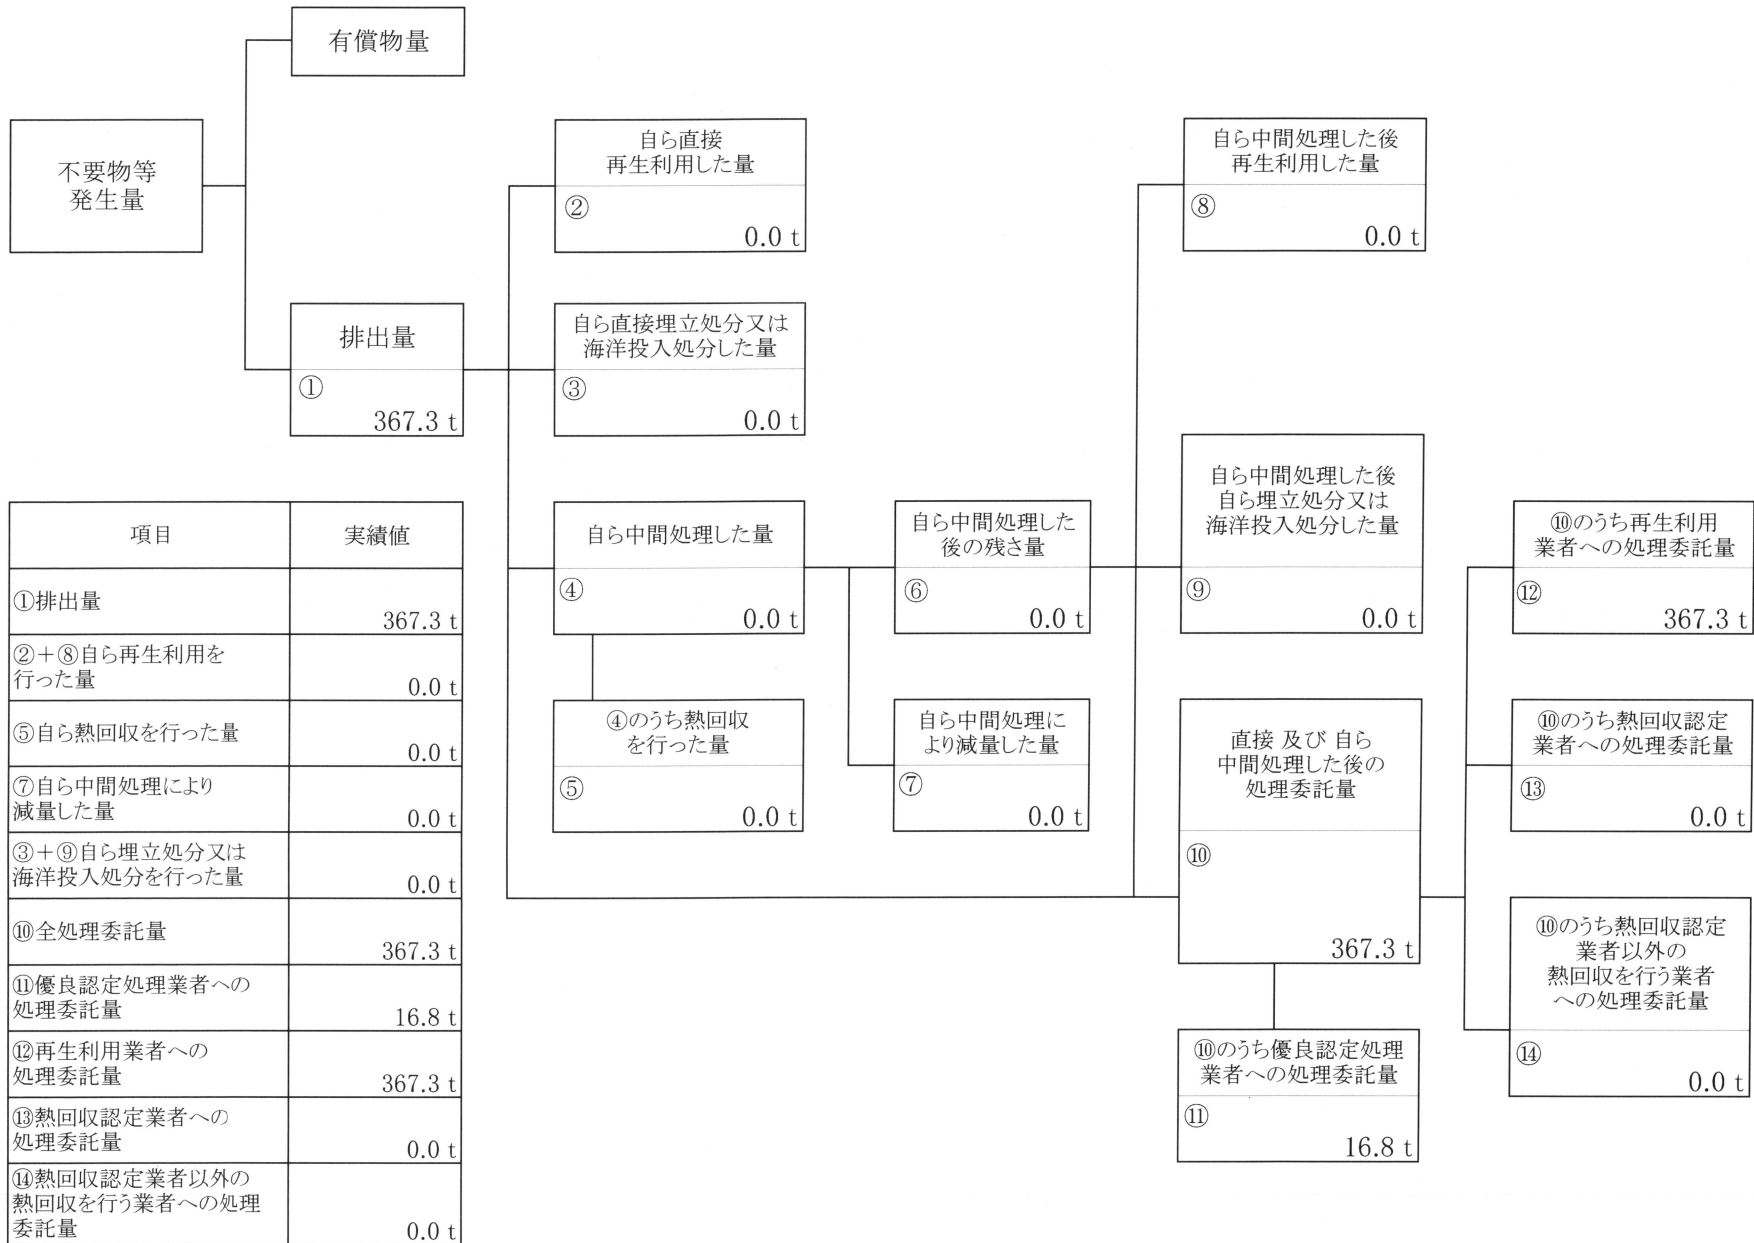 有償物量
不要物等
発生量
自ら直接
再生利用した量
②
0.0 t
自ら中間処理した後
再生利用した量
⑧
0.0 t
排出量
①
367.3 t
自ら直接埋立処分又は
海洋投入処分した量
③
0.0 t
自ら中間処理した量
④
0.0 t
自ら中間処理した
後の残さ量
⑥
0.0 t
自ら中間処理した後
自ら埋立処分又は
海洋投入処分した量
⑨
0.0 t
⑩のうち再生利用
業者への処理委託量
⑫
367.3 t
④のうち熱回収
を行った量
⑤
0.0 t
自ら中間処理に
より減量した量
⑦
0.0 t
直接 及び 自ら
中間処理した後の
処理委託量
⑩
367.3 t
⑩のうち熱回収認定
業者への処理委託量
⑬
0.0 t
⑩のうち熱回収認定
業者以外の
熱回収を行う業者
への処理委託量
⑭
0.0 t
⑩のうち優良認定処理
業者への処理委託量
⑪
16.8 t
項目 実績値
①排出量
367.3 t
②+⑧自ら再生利用を
行った量
0.0 t
⑤自ら熱回収を行った量
0.0 t
⑦自ら中間処理により
減量した量
0.0 t
③+⑨自ら埋立処分又は
海洋投入処分を行った量
0.0 t
⑩全処理委託量
367.3 t
⑪優良認定処理業者への
処理委託量
16.8 t
⑫再生利用業者への
処理委託量
367.3 t
⑬熱回収認定業者への
処理委託量
0.0 t
⑭熱回収認定業者以外の
熱回収を行う業者への処理
委託量
0.0 t